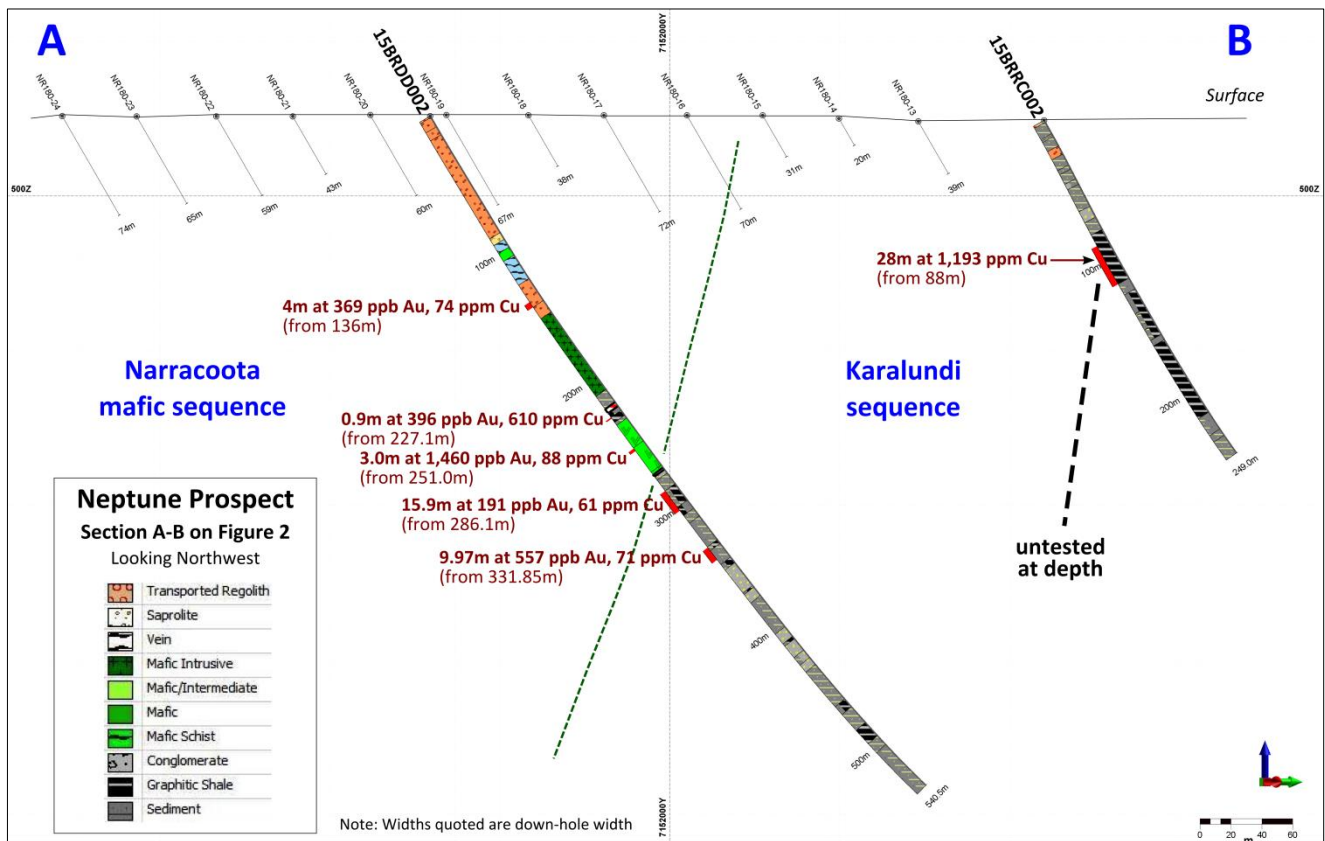 A
B
7152000Y
15BRDD002
15BRRC002
NR180-24
NR180-23
NR180-22
NR180-21
NR180-20
NR180-19
NR180-18
NR180-17
NR180-16
NR180-15
NR180-14
NR180-13
Surface
500Z
500Z
74m
65m
59m
43m
60m
67m
38m
72m
70m
31m
20m
39m
100m
200m
300m
400m
500m
540.5m
100m
200m
249.0m
28m at 1,193 ppm Cu
(from 88m)
4m at 369 ppb Au, 74 ppm Cu
(from 136m)
Narracoota
mafic sequence
Karalundi
sequence
0.9m at 396 ppb Au, 610 ppm Cu
(from 227.1m)
3.0m at 1,460 ppb Au, 88 ppm Cu
(from 251.0m)
15.9m at 191 ppb Au, 61 ppm Cu
(from 286.1m)
9.97m at 557 ppb Au, 71 ppm Cu
(from 331.85m)
untested
at depth
Neptune Prospect
Section A-B on Figure 2
Looking Northwest
Transported Regolith
Saprolite
Vein
Mafic Intrusive
Mafic/Intermediate
Mafic
Mafic Schist
Conglomerate
Graphitic Shale
Sediment
Note: Widths quoted are down-hole width
7152000Y
0 20 40 60
m